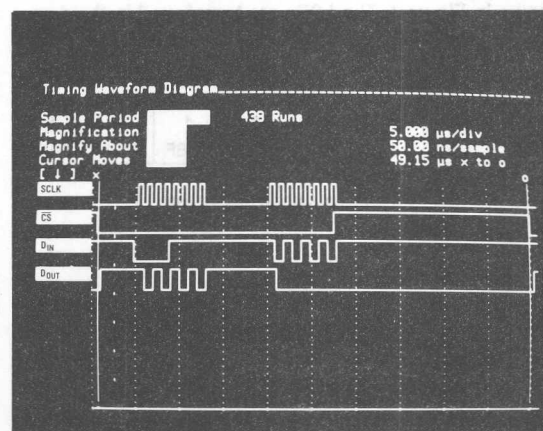 Timing Waveform Diagram
Sample Period 438 Runs
Magnification 5.000 µs/div
Magnify About 50.00 ns/sample
Cursor Moves 49.15 µs x to o
[ ↓ ] x o
SCLK
C̅S̅
DIN
DOUT